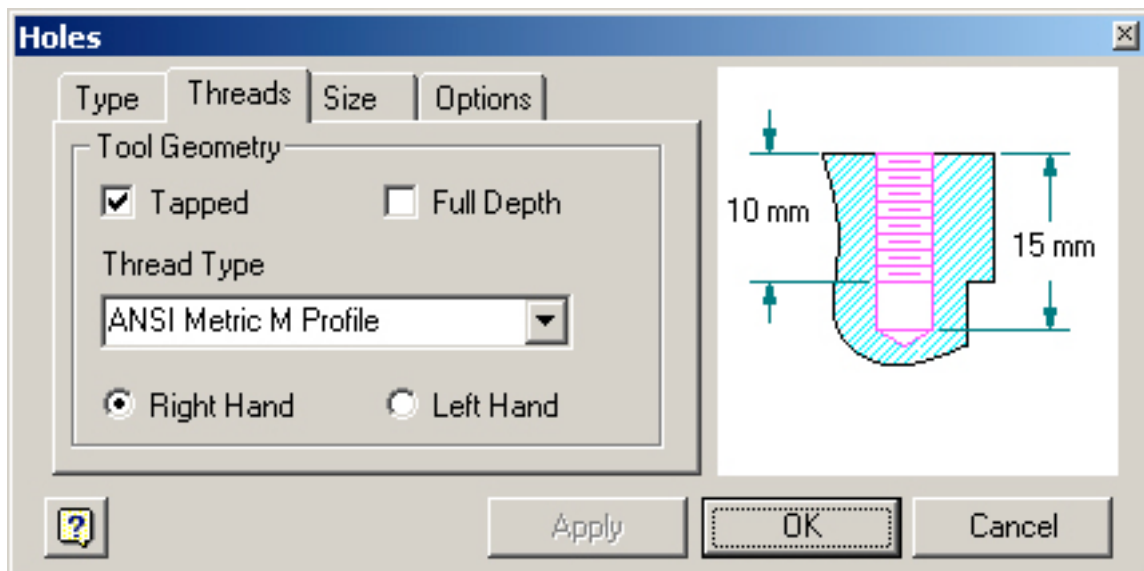 Holes
Type Threads Size Options
Tool Geometry
Tapped Full Depth
Thread Type
ANSI Metric M Profile
Right Hand Left Hand
10 mm
15 mm
? Apply OK Cancel